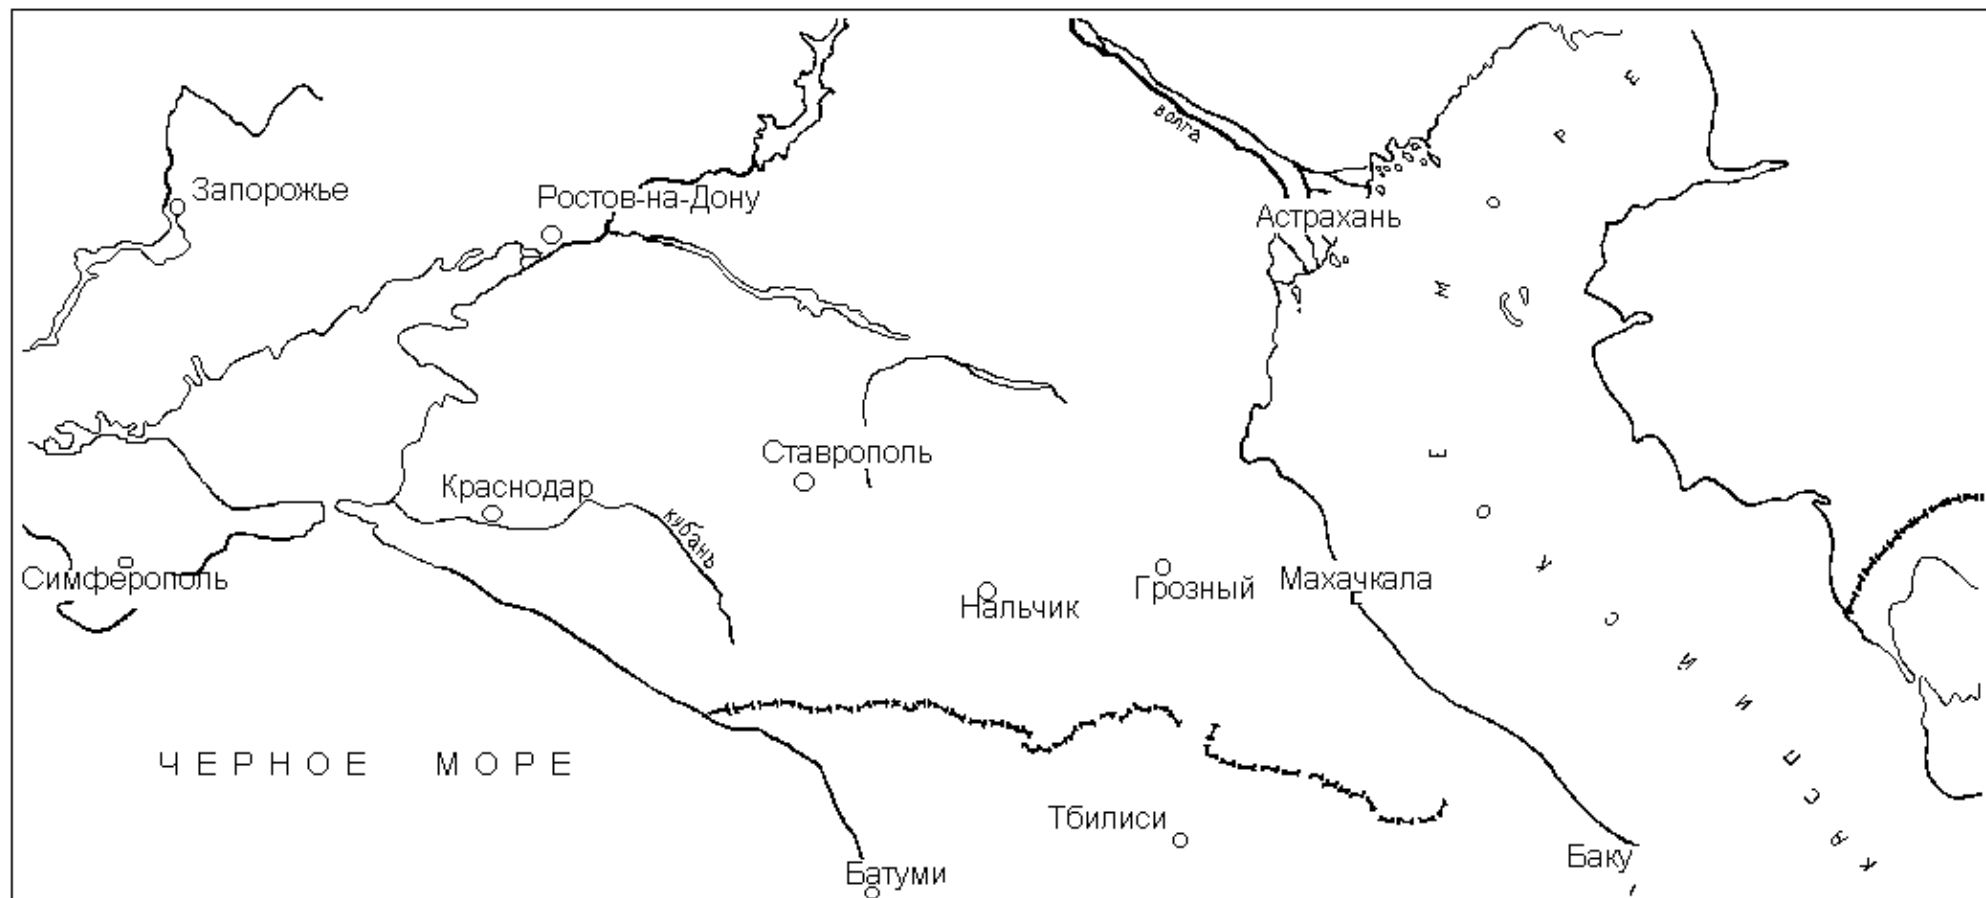 Волга
Запорожье
Ростов-на-Дону
Астрахань
Ставрополь
Краснодар
Кубань
Симферополь
Нальчик
Грозный
Махачкала
ЧЕРНОЕ МОРЕ
Тбилиси
Батуми
Баку
КАСПИЙСКОЕ МОРЕ